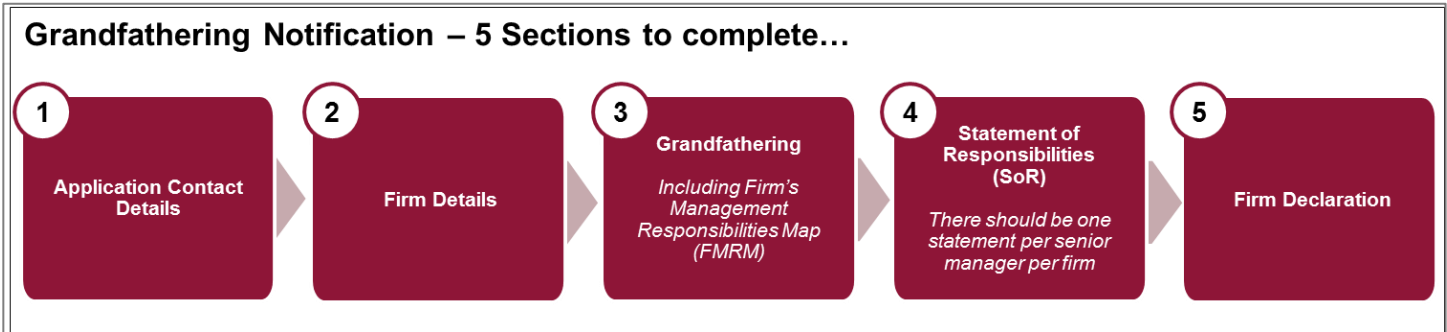 Grandfathering Notification – 5 Sections to complete…
1
Application Contact
Details
2
Firm Details
3
Grandfathering
Including Firm’s
Management
Responsibilities Map
(FMRM)
4
Statement of
Responsibilities
(SoR)
There should be one
statement per senior
manager per firm
5
Firm Declaration